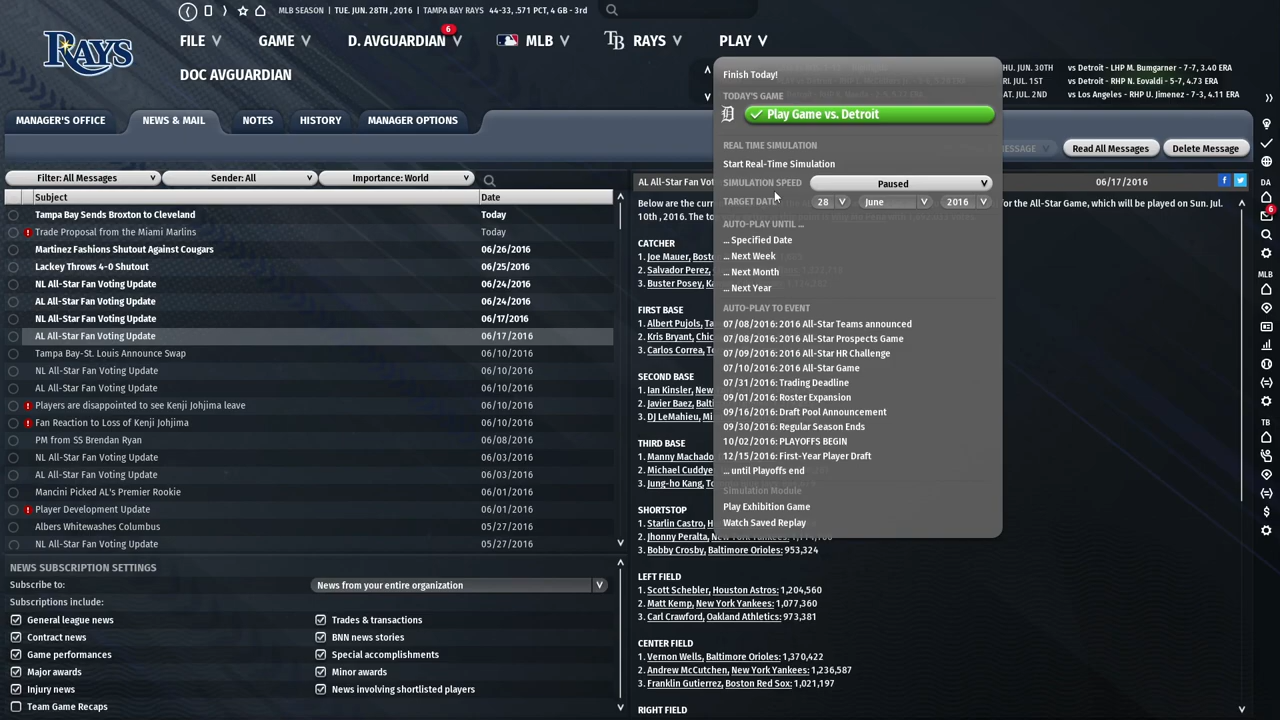 MLB SEASON | TUE. JUN. 28TH , 2016 | TAMPA BAY RAYS 44-33, .571 PCT, 4 GB - 3rd
RAYS
FILE
GAME
D. AVGUARDIAN
6
MLB
RAYS
PLAY
DOC AVGUARDIAN
HU. JUN. 30TH vs Detroit - LHP M. Bumgarner - 7-7, 3.40 ERA
RI. JUL. 1ST vs Detroit - RHP N. Eovaldi - 5-7, 4.73 ERA
AT. JUL. 2ND vs Los Angeles - RHP U. Jimenez - 7-3, 4.11 ERA
MANAGER'S OFFICE
NEWS & MAIL
NOTES
HISTORY
MANAGER OPTIONS
MESSAGE
Read All Messages
Delete Message
Filter: All Messages
Sender: All
Importance: World
Subject Date
Tampa Bay Sends Broxton to Cleveland Today
Trade Proposal from the Miami Marlins Today
Martinez Fashions Shutout Against Cougars 06/26/2016
Lackey Throws 4-0 Shutout 06/25/2016
NL All-Star Fan Voting Update 06/24/2016
AL All-Star Fan Voting Update 06/24/2016
NL All-Star Fan Voting Update 06/17/2016
AL All-Star Fan Voting Update 06/17/2016
Tampa Bay-St. Louis Announce Swap 06/10/2016
NL All-Star Fan Voting Update 06/10/2016
AL All-Star Fan Voting Update 06/10/2016
Players are disappointed to see Kenji Johjima leave 06/10/2016
Fan Reaction to Loss of Kenji Johjima 06/10/2016
PM from SS Brendan Ryan 06/08/2016
NL All-Star Fan Voting Update 06/03/2016
AL All-Star Fan Voting Update 06/03/2016
Mancini Picked AL's Premier Rookie 06/01/2016
Player Development Update 06/01/2016
Albers Whitewashes Columbus 05/27/2016
NL All-Star Fan Voting Update 05/27/2016
NEWS SUBSCRIPTION SETTINGS
Subscribe to: News from your entire organization
Subscriptions include:
General league news Trades & transactions
Contract news BNN news stories
Game performances Special accomplishments
Major awards Minor awards
Injury news News involving shortlisted players
Team Game Recaps
AL All-Star Fan Vot 06/17/2016
Below are the curr for the All-Star Game, which will be played on Sun. Jul.
10th , 2016. The to
CATCHER
1. Joe Mauer, Bost
2. Salvador Perez,
3. Buster Posey, Ka
FIRST BASE
1. Albert Pujols, Ta
2. Kris Bryant, Chic
3. Carlos Correa, To
SECOND BASE
1. Ian Kinsler, New
2. Javier Baez, Balti
3. DJ LeMahieu, Mi
THIRD BASE
1. Manny Machado
2. Michael Cuddye
3. Jung-ho Kang, T
SHORTSTOP
1. Starlin Castro, H
2. Jhonny Peralta,
3. Bobby Crosby, Baltimore Orioles: 953,324
LEFT FIELD
1. Scott Schebler, Houston Astros: 1,204,560
2. Matt Kemp, New York Yankees: 1,077,360
3. Carl Crawford, Oakland Athletics: 973,381
CENTER FIELD
1. Vernon Wells, Baltimore Orioles: 1,370,422
2. Andrew McCutchen, New York Yankees: 1,236,587
3. Franklin Gutierrez, Boston Red Sox: 1,021,197
RIGHT FIELD
Finish Today!
TODAY'S GAME
Play Game vs. Detroit
REAL TIME SIMULATION
Start Real-Time Simulation
SIMULATION SPEED Paused
TARGET DATE 28 June 2016
AUTO-PLAY UNTIL ...
... Specified Date
... Next Week
... Next Month
... Next Year
AUTO-PLAY TO EVENT
07/08/2016: 2016 All-Star Teams announced
07/08/2016: 2016 All-Star Prospects Game
07/09/2016: 2016 All-Star HR Challenge
07/10/2016: 2016 All-Star Game
07/31/2016: Trading Deadline
09/01/2016: Roster Expansion
09/16/2016: Draft Pool Announcement
09/30/2016: Regular Season Ends
10/02/2016: PLAYOFFS BEGIN
12/15/2016: First-Year Player Draft
... until Playoffs end
Simulation Module
Play Exhibition Game
Watch Saved Replay
DA
6
MLB
TB